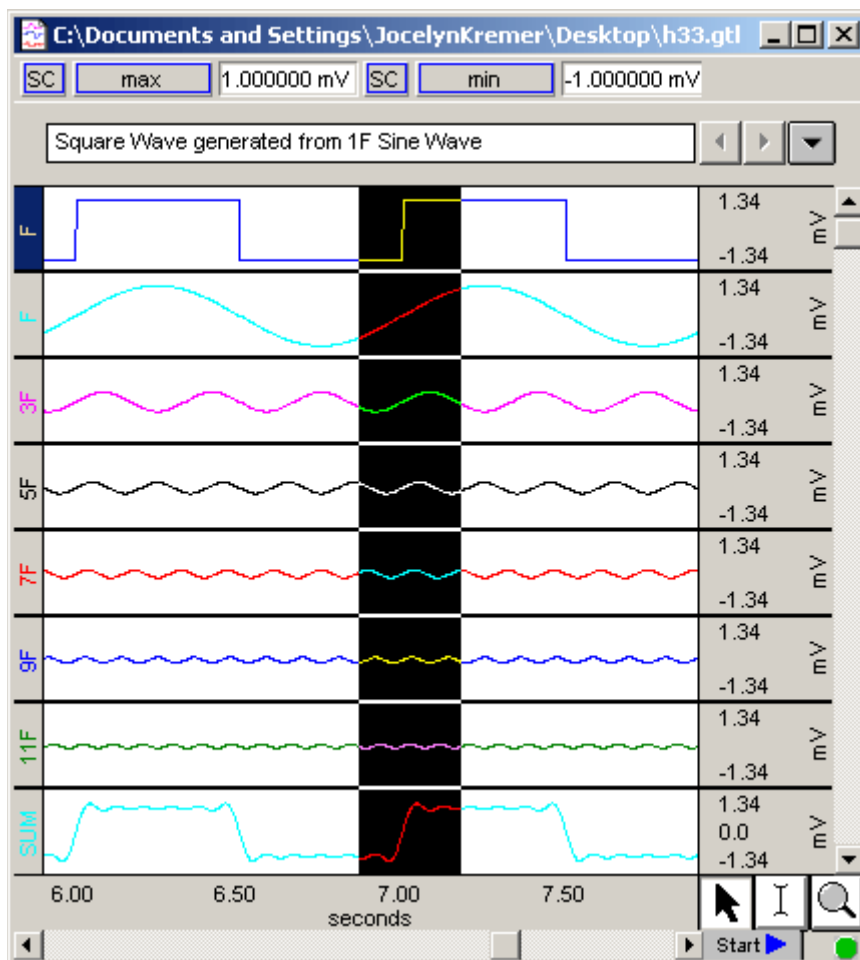 C:\Documents and Settings\JocelynKremer\Desktop\h33.gtl
SC max 1.000000 mV SC min -1.000000 mV
Square Wave generated from 1F Sine Wave
F
1.34
mV
-1.34
F
1.34
mV
-1.34
3F
1.34
mV
-1.34
5F
1.34
mV
-1.34
7F
1.34
mV
-1.34
9F
1.34
mV
-1.34
11F
1.34
mV
-1.34
SUM
1.34
0.0
mV
-1.34
6.00 6.50 7.00 7.50
seconds
Start